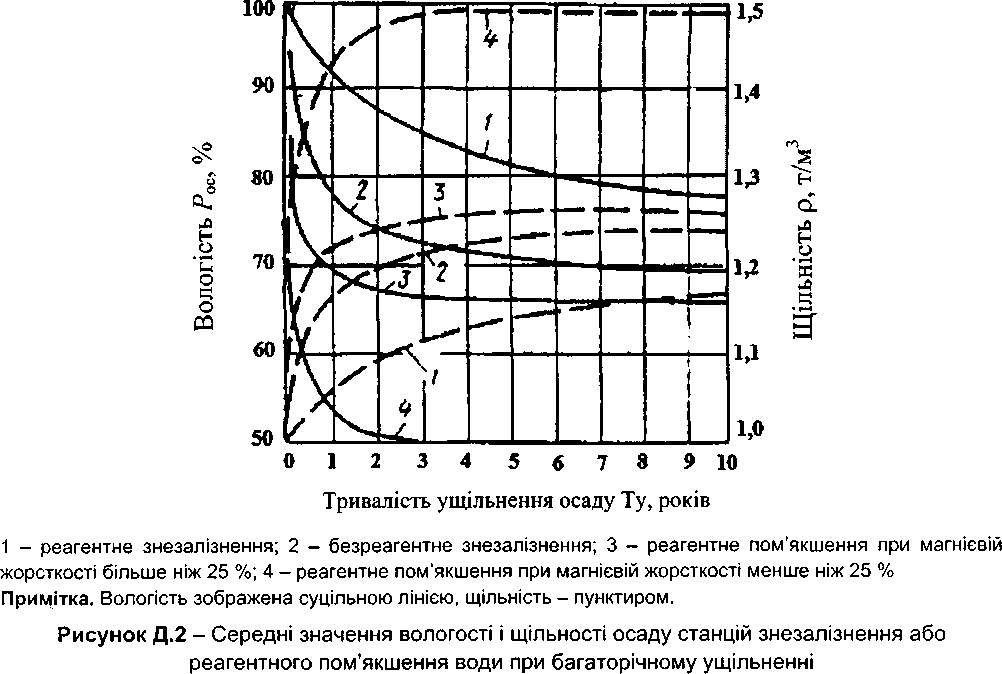 100
90
80
70
60
50
Вологість Рос, %
1,5
1,4
1,3
1,2
1,1
1,0
Щільність ρ, т/м³
4
1
2
3
3
2
1
4
0 1 2 3 4 5 6 7 8 9 10
Тривалість ущільнення осаду Ту, років
1 – реагентне знезалізнення; 2 – безреагентне знезалізнення; 3 – реагентне пом'якшення при магнієвій
жорсткості більше ніж 25 %; 4 – реагентне пом'якшення при магнієвій жорсткості менше ніж 25 %
Примітка. Вологість зображена суцільною лінією, щільність – пунктиром.
Рисунок Д.2 – Середні значення вологості і щільності осаду станцій знезалізнення або
реагентного пом'якшення води при багаторічному ущільненні